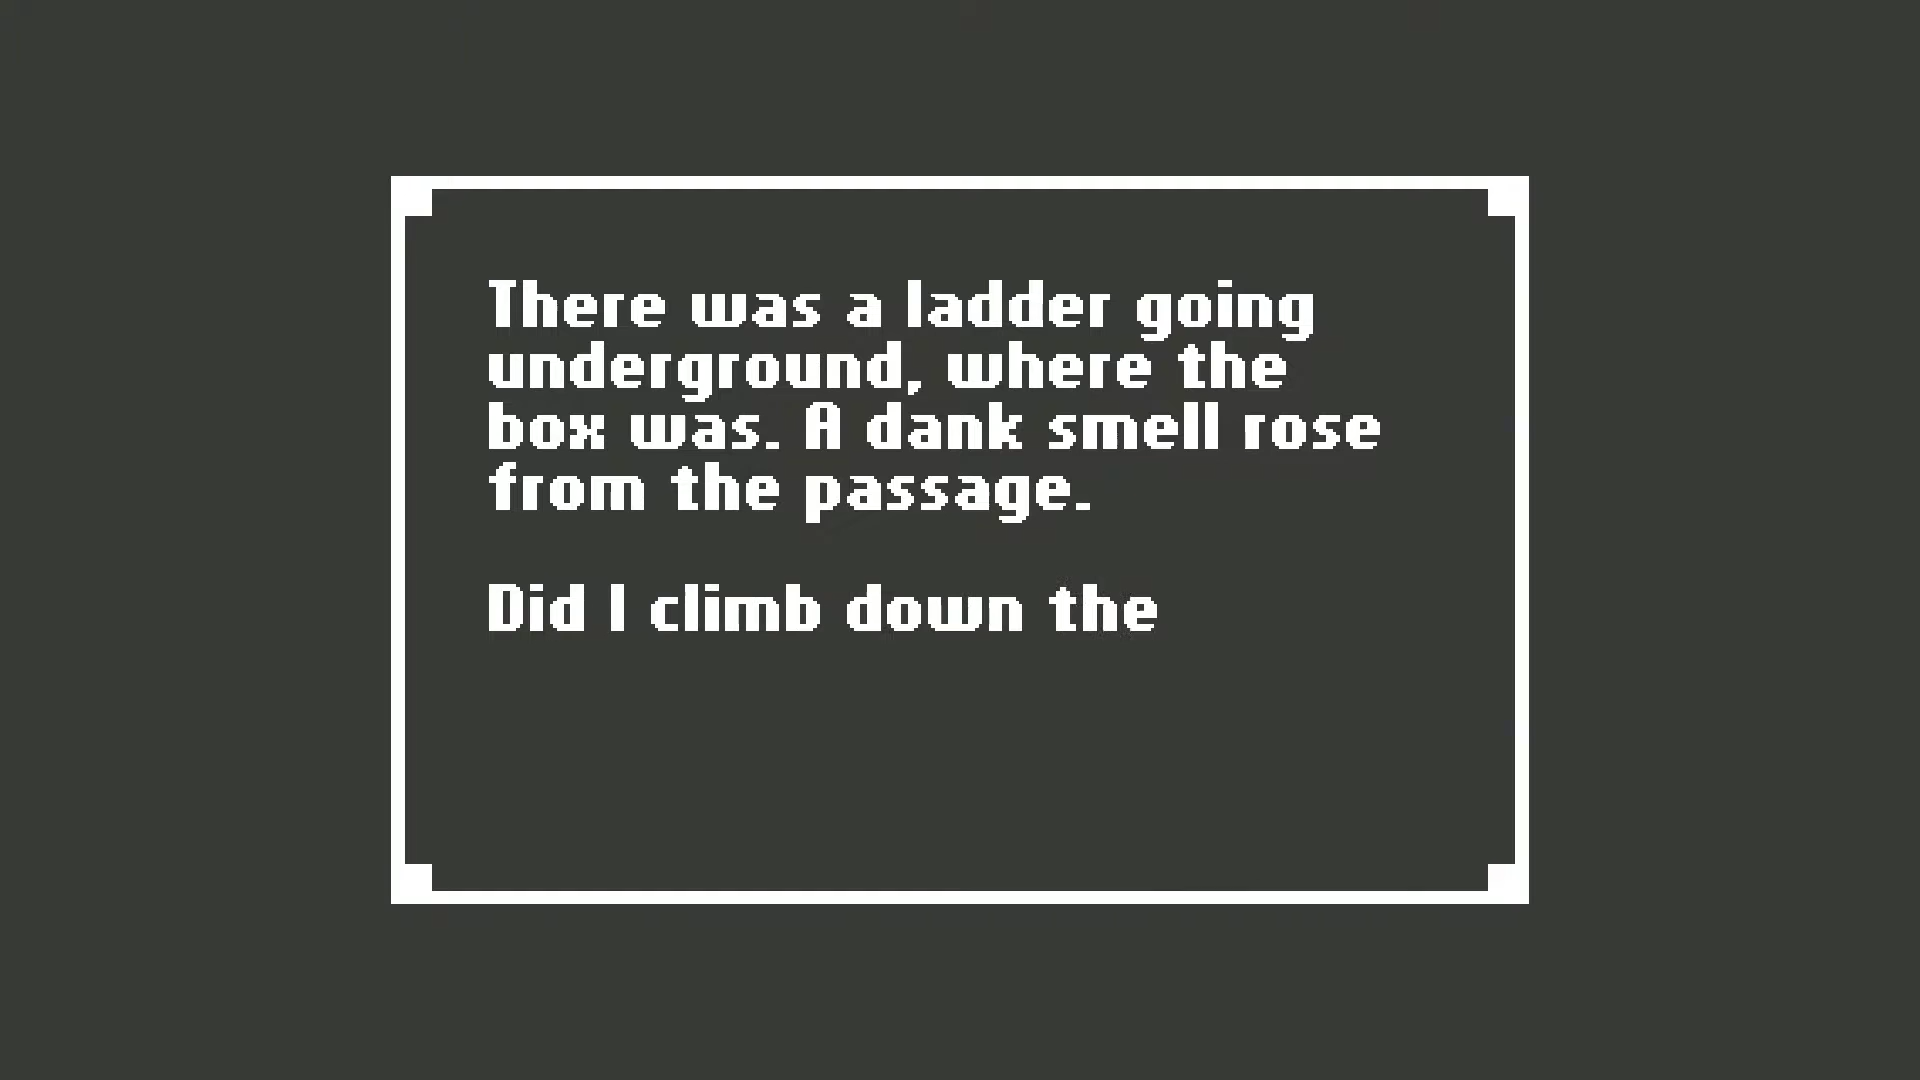 There was a ladder going
underground, where the
box was. A dank smell rose
from the passage.
Did I climb down the